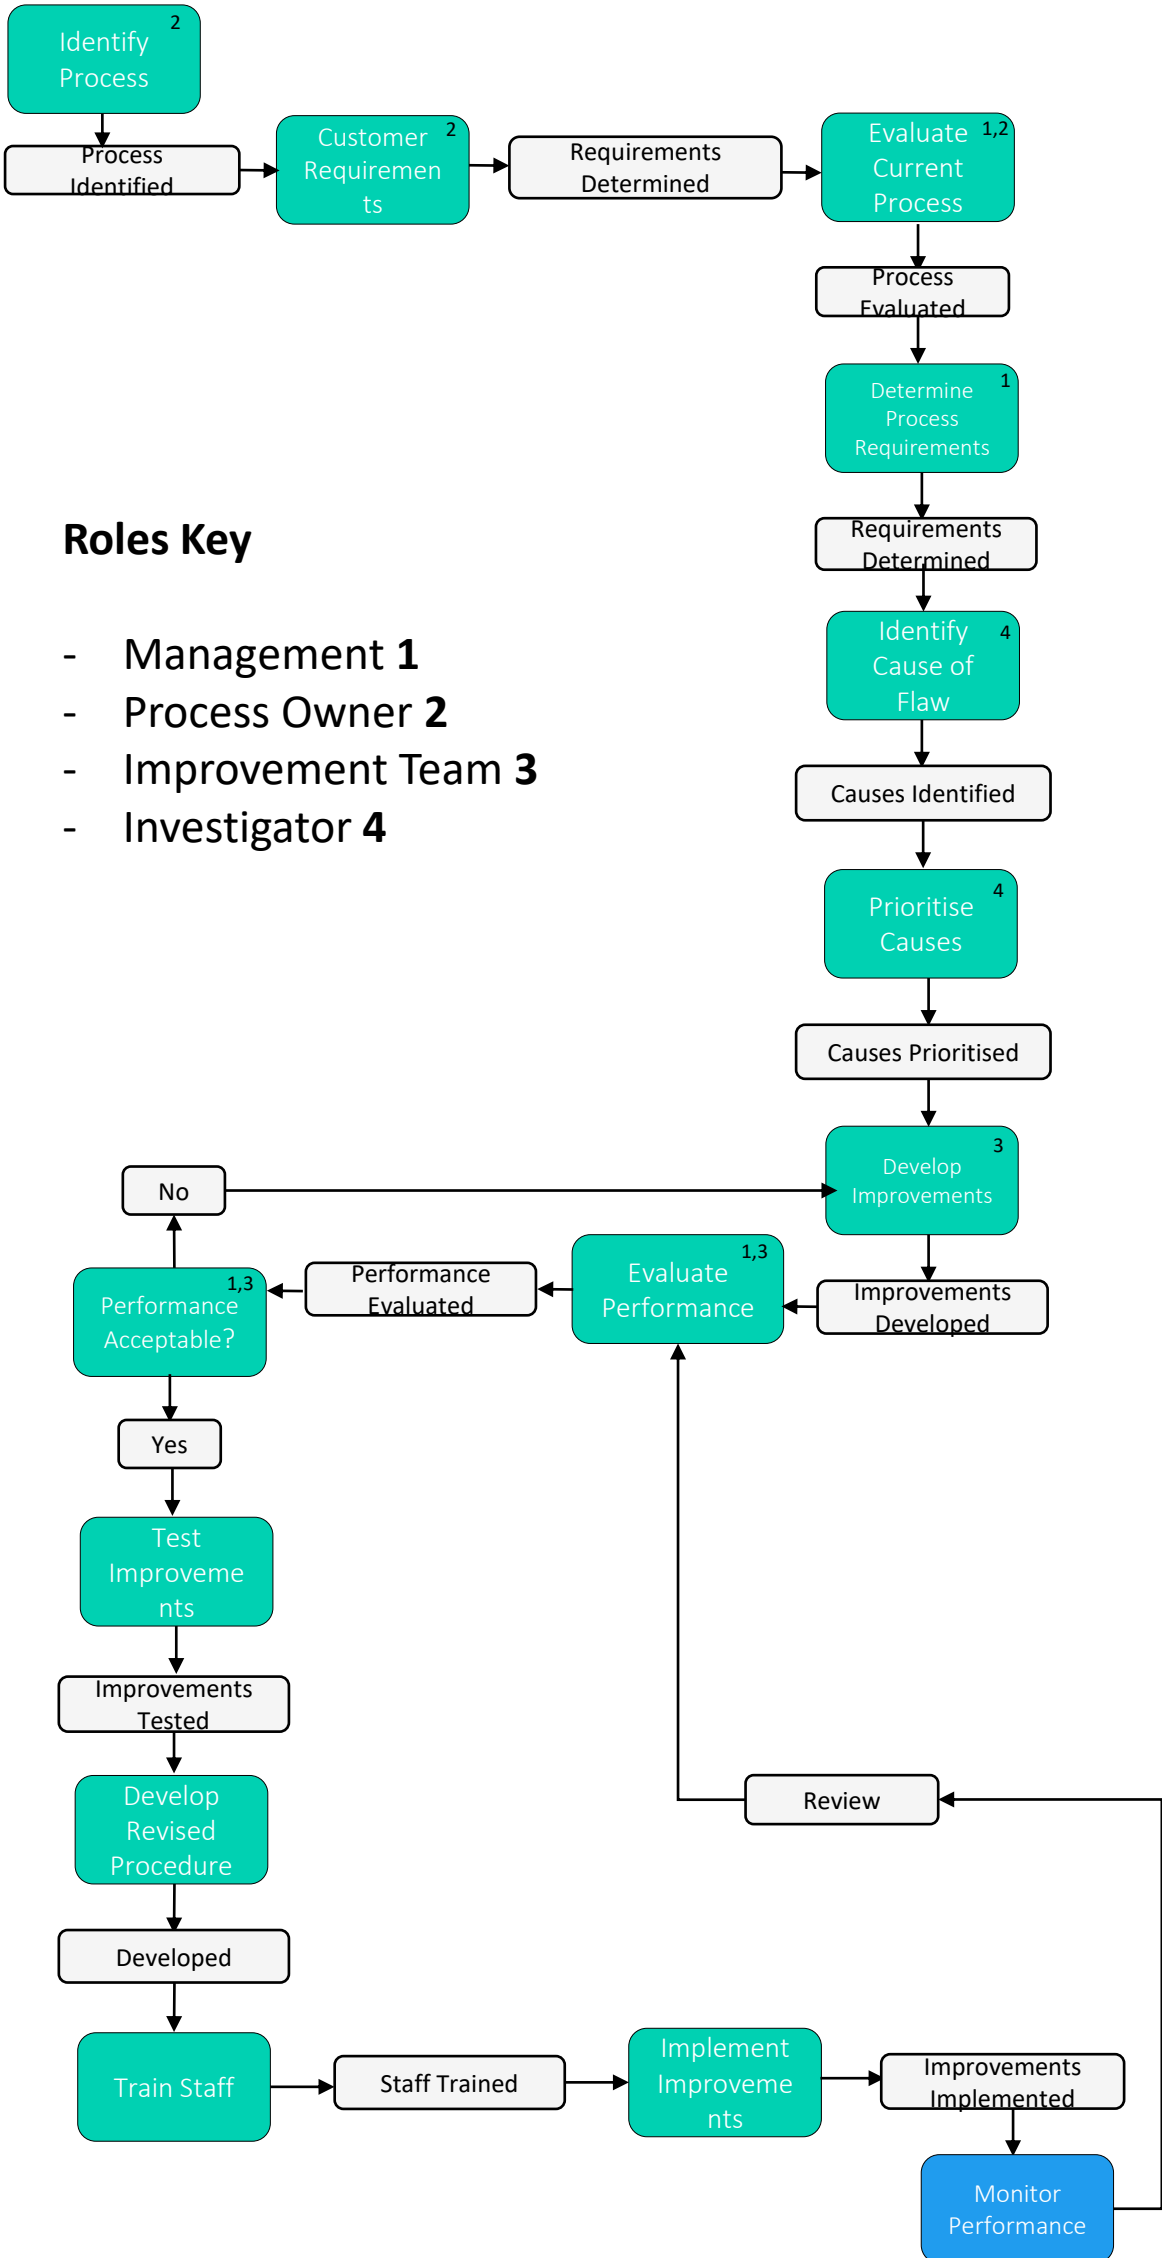 2
Identify
Process
Process
Identified
2
Customer
Requiremen
ts
Requirements
Determined
1,2
Evaluate
Current
Process
Process
Evaluated
1
Determine
Process
Requirements
Requirements
Determined
Roles Key
- Management 1
- Process Owner 2
- Improvement Team 3
- Investigator 4
4
Identify
Cause of
Flaw
Causes Identified
4
Prioritise
Causes
Causes Prioritised
3
Develop
Improvements
Improvements
Developed
1,3
Evaluate
Performance
Performance
Evaluated
1,3
Performance
Acceptable?
No
Yes
Test
Improveme
nts
Improvements
Tested
Develop
Revised
Procedure
Developed
Train Staff
Staff Trained
Implement
Improveme
nts
Improvements
Implemented
Monitor
Performance
Review